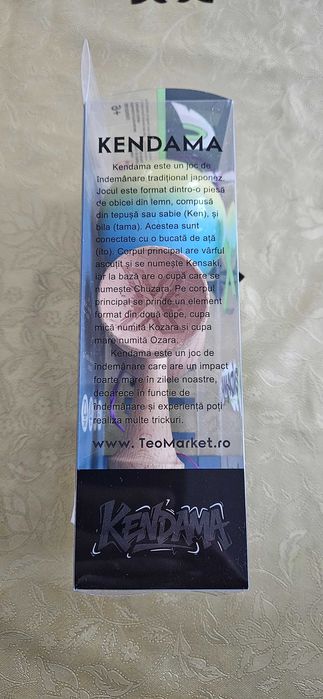 9+
KENDAMA
Kendama este un joc de
îndemânare tradițional japonez.
Jocul este format dintro-o piesă
de obicei din lemn, compusă
din țepușă sau sabie (Ken), și
bila (tama). Acestea sunt
conectate cu o bucată de ață
(ito). Corpul principal are vârful
ascuțit și se numește Kensaki,
iar la bază are o cupă care se
numește Chuzara. Pe corpul
principal se prinde un element
format din două cupe, cupa
mică numită Kozara și cupa
mare numită Ozara.
Kendama este un joc de
îndemânare care are un impact
foarte mare în zilele noastre,
deoarece în funcție de
îndemânare și experiență poți
realiza multe trickuri.
www. TeoMarket.ro
KENDAMA